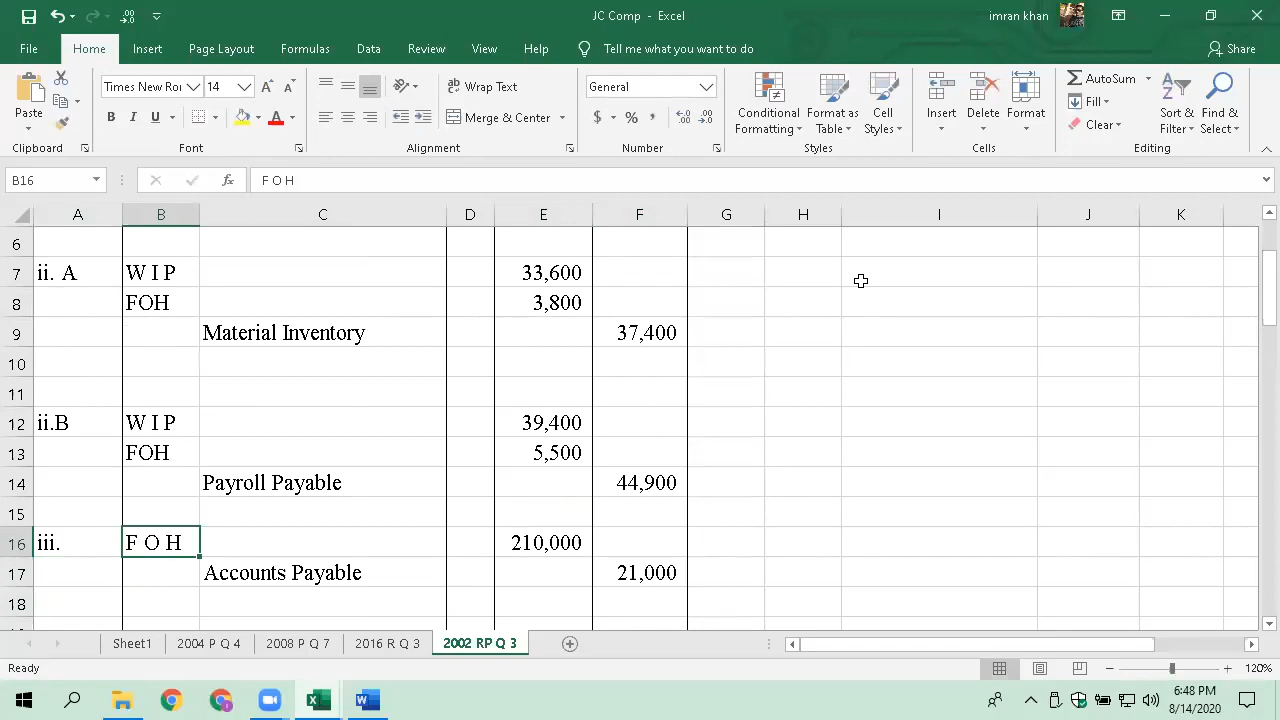 JC Comp - Excel
imran khan
File Home Insert Page Layout Formulas Data Review View Help Tell me what you want to do Share
Paste
Times New Roi 14
Wrap Text
General
Conditional Formatting
Format as Table
Cell Styles
Insert Delete Format
AutoSum
Fill
Clear
Sort & Filter
Find & Select
B I U
Merge & Center
$ % ,
Clipboard Font Alignment Number Styles Cells Editing
B16 fx F O H
A B C D E F G H I J K
6
7 ii. A W I P 33,600
8 FOH 3,800
9 Material Inventory 37,400
10
11
12 ii.B W I P 39,400
13 FOH 5,500
14 Payroll Payable 44,900
15
16 iii. F O H 210,000
17 Accounts Payable 21,000
18
Sheet1 2004 P Q 4 2008 P Q 7 2016 R Q 3 2002 RP Q 3
Ready 120%
6:48 PM
8/14/2020